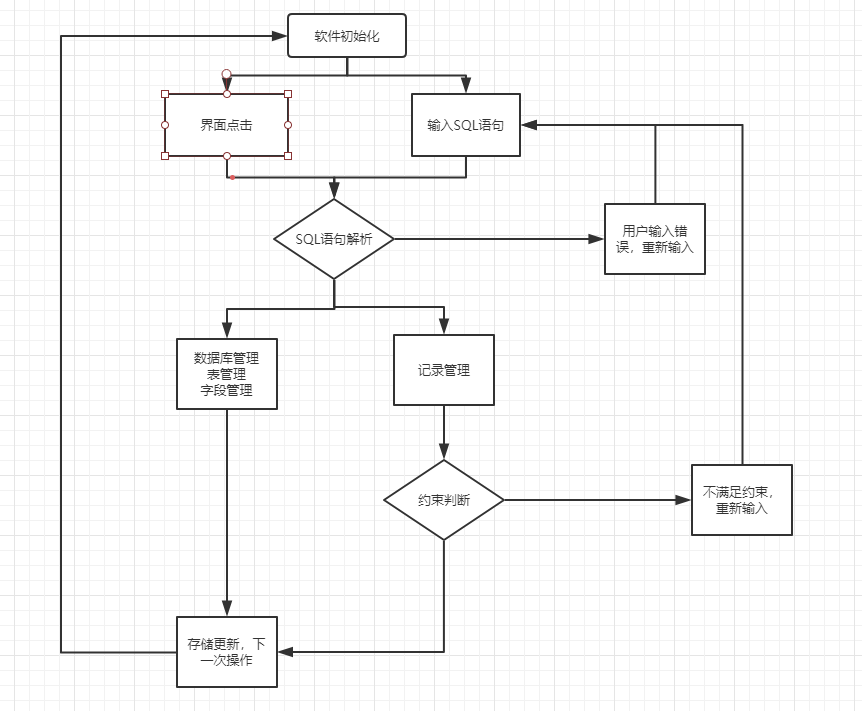 软件初始化
界面点击
输入SQL语句
SQL语句解析
用户输入错
误，重新输入
数据库管理
表管理
字段管理
记录管理
约束判断
不满足约束，
重新输入
存储更新，下
一次操作